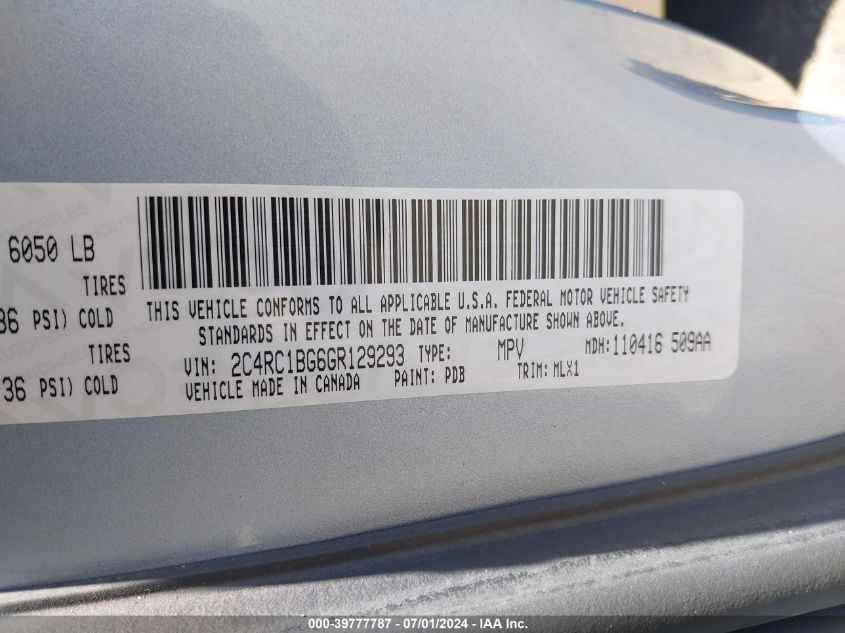 6050 LB
TIRES
36 PSI) COLD
TIRES
36 PSI) COLD
THIS VEHICLE CONFORMS TO ALL APPLICABLE U.S.A. FEDERAL MOTOR VEHICLE SAFETY
STANDARDS IN EFFECT ON THE DATE OF MANUFACTURE SHOWN ABOVE.
VIN: 2C4RC1BG6GR129293 TYPE: MPV MDH: 110416 509AA
VEHICLE MADE IN CANADA PAINT: PDB TRIM: MLX1
000-39777787 / 07/01/2024 - IAA Inc.